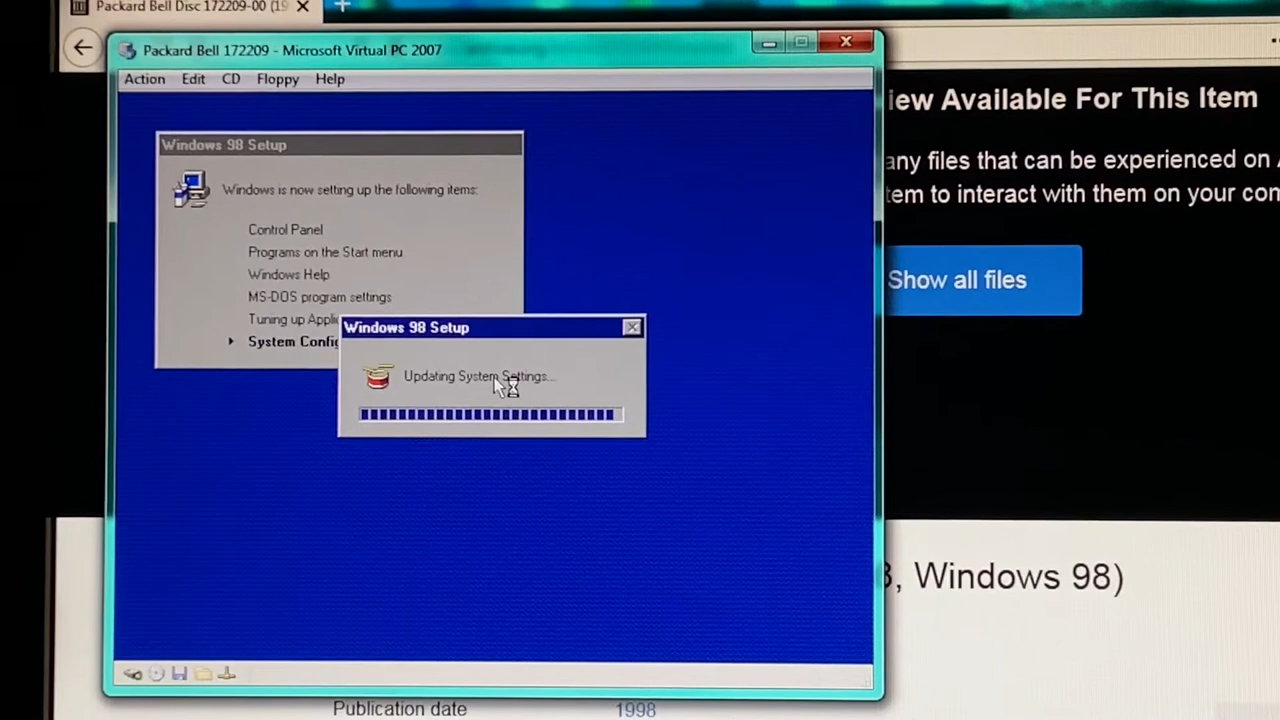 Packard Bell Disc 172209-00 (19
Packard Bell 172209 - Microsoft Virtual PC 2007
Action Edit CD Floppy Help
Windows 98 Setup
Windows is now setting up the following items:
Control Panel
Programs on the Start menu
Windows Help
MS-DOS program settings
Tuning up Appli
System Config
Windows 98 Setup
Updating System Settings...
iew Available For This Item
any files that can be experienced on
tem to interact with them on your com
Show all files
, Windows 98)
Publication date 1998